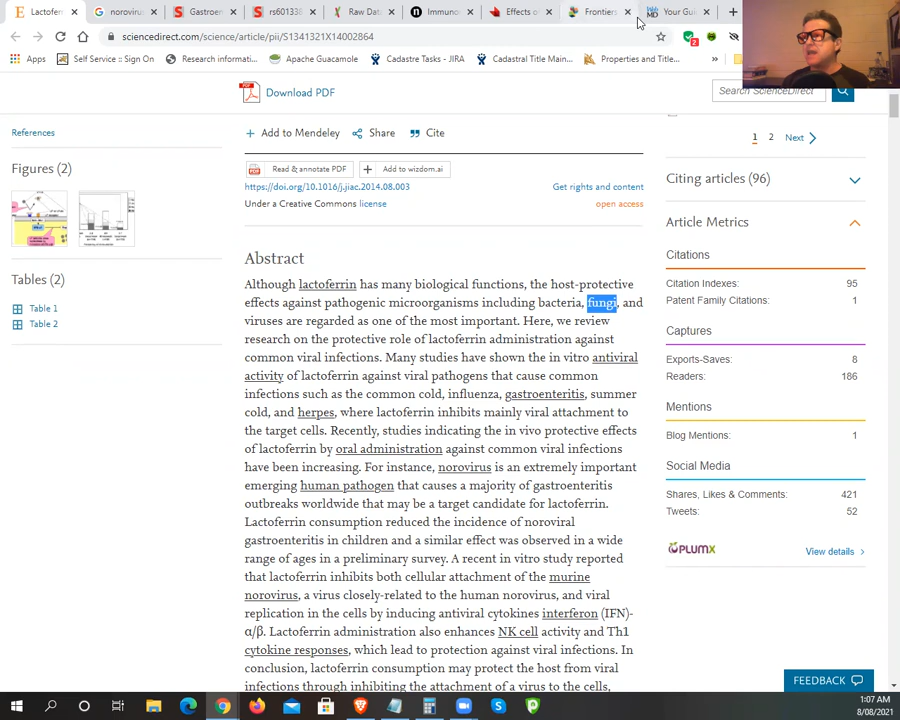 Lactofer
norovirus
Gastroen
rs601338
Raw Dat
Immuno
Effects o
Frontiers
Your Gui
sciencedirect.com/science/article/pii/S1341321X14002864
2
Apps
Self Service :: Sign On
Research informati...
Apache Guacamole
Cadastre Tasks - JIRA
Cadastral Title Main...
Properties and Title...
Download PDF
Search ScienceDirect
References
Add to Mendeley
Share
Cite
1 2 Next
Figures (2)
Read & annotate PDF
Add to wizdom.ai
https://doi.org/10.1016/j.jiac.2014.08.003
Get rights and content
Under a Creative Commons license
open access
Citing articles (96)
Article Metrics
Citations
Citation Indexes: 95
Patent Family Citations: 1
Captures
Exports-Saves: 8
Readers: 186
Mentions
Blog Mentions: 1
Social Media
Shares, Likes & Comments: 421
Tweets: 52
PLUMX
View details
Tables (2)
Table 1
Table 2
Abstract
Although lactoferrin has many biological functions, the host-protective
effects against pathogenic microorganisms including bacteria, fungi, and
viruses are regarded as one of the most important. Here, we review
research on the protective role of lactoferrin administration against
common viral infections. Many studies have shown the in vitro antiviral
activity of lactoferrin against viral pathogens that cause common
infections such as the common cold, influenza, gastroenteritis, summer
cold, and herpes, where lactoferrin inhibits mainly viral attachment to
the target cells. Recently, studies indicating the in vivo protective effects
of lactoferrin by oral administration against common viral infections
have been increasing. For instance, norovirus is an extremely important
emerging human pathogen that causes a majority of gastroenteritis
outbreaks worldwide that may be a target candidate for lactoferrin.
Lactoferrin consumption reduced the incidence of noroviral
gastroenteritis in children and a similar effect was observed in a wide
range of ages in a preliminary survey. A recent in vitro study reported
that lactoferrin inhibits both cellular attachment of the murine
norovirus, a virus closely-related to the human norovirus, and viral
replication in the cells by inducing antiviral cytokines interferon (IFN)-
α/β. Lactoferrin administration also enhances NK cell activity and Th1
cytokine responses, which lead to protection against viral infections. In
conclusion, lactoferrin consumption may protect the host from viral
infections through inhibiting the attachment of a virus to the cells,
FEEDBACK
1:07 AM
8/08/2021